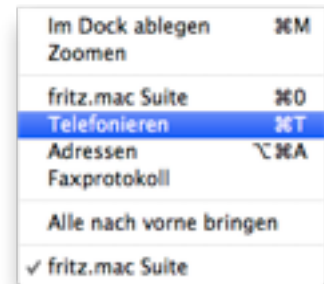 Im Dock ablegen ⌘M
Zoomen
fritz.mac Suite ⌘0
Telefonieren ⌘T
Adressen ⌥⌘A
Faxprotokoll
Alle nach vorne bringen
✓ fritz.mac Suite